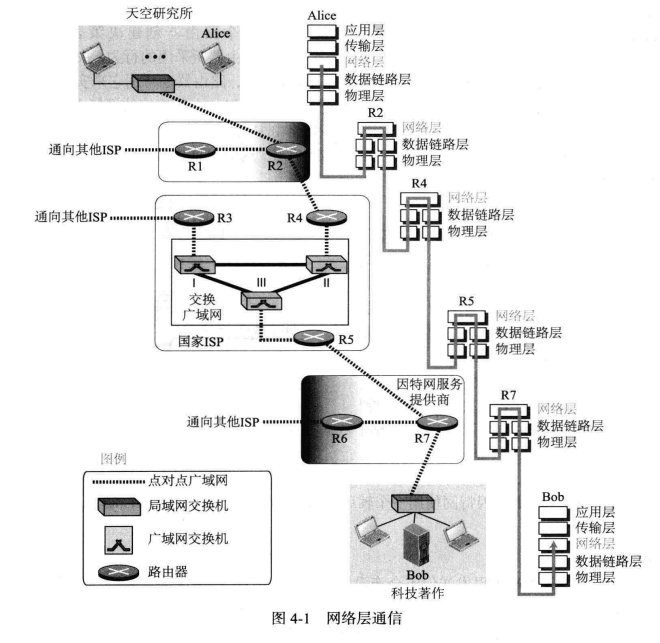 天空研究所
Alice
通向其他ISP
R1
R2
通向其他ISP
R3
R4
I
III
II
交换
广域网
国家ISP
R5
因特网服务
提供商
通向其他ISP
R6
R7
Bob
科技著作
图例
点对点广域网
局域网交换机
广域网交换机
路由器
Alice
应用层
传输层
网络层
数据链路层
物理层
R2
网络层
数据链路层
物理层
R4
网络层
数据链路层
物理层
R5
网络层
数据链路层
物理层
R7
网络层
数据链路层
物理层
Bob
应用层
传输层
网络层
数据链路层
物理层
图 4-1 网络层通信